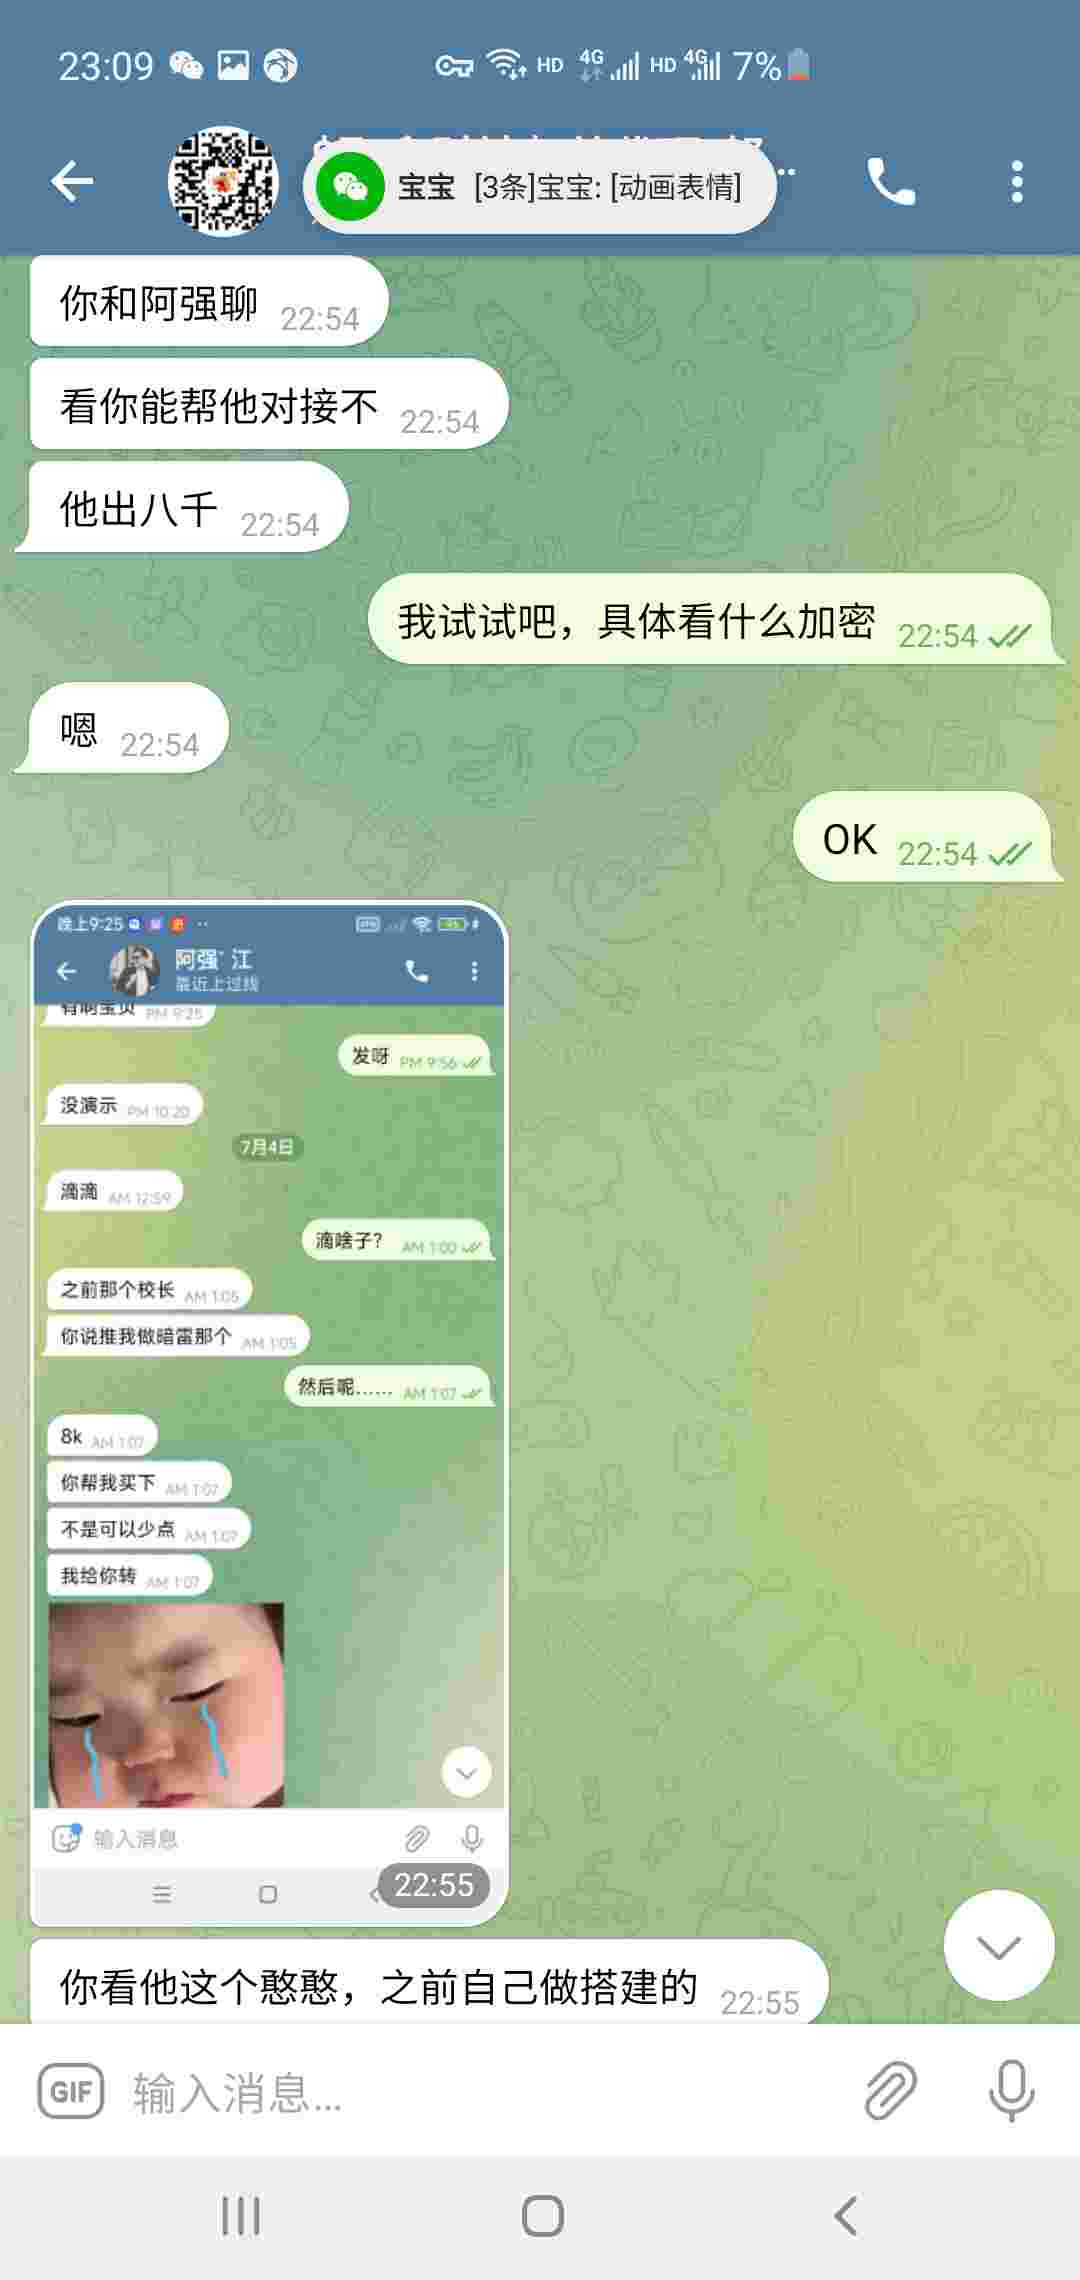 23:09
HD 4G HD 4G 7%
宝宝 [3条]宝宝: [动画表情]
你和阿强聊 22:54
看你能帮他对接不 22:54
他出八千 22:54
我试试吧，具体看什么加密 22:54
嗯 22:54
OK 22:54
晚上9:25
阿强 江
最近上过线
PM 9:25
发呀 PM 9:56
没演示 PM 10:20
7月4日
滴滴 AM 12:59
滴啥子? AM 1:00
之前那个校长 AM 1:05
你说推我做暗雷那个 AM 1:05
然后呢...... AM 1:07
8k AM 1:07
你帮我买下 AM 1:07
不是可以少点 AM 1:07
我给你转 AM 1:07
输入消息
22:55
你看他这个憨憨，之前自己做搭建的 22:55
GIF 输入消息...